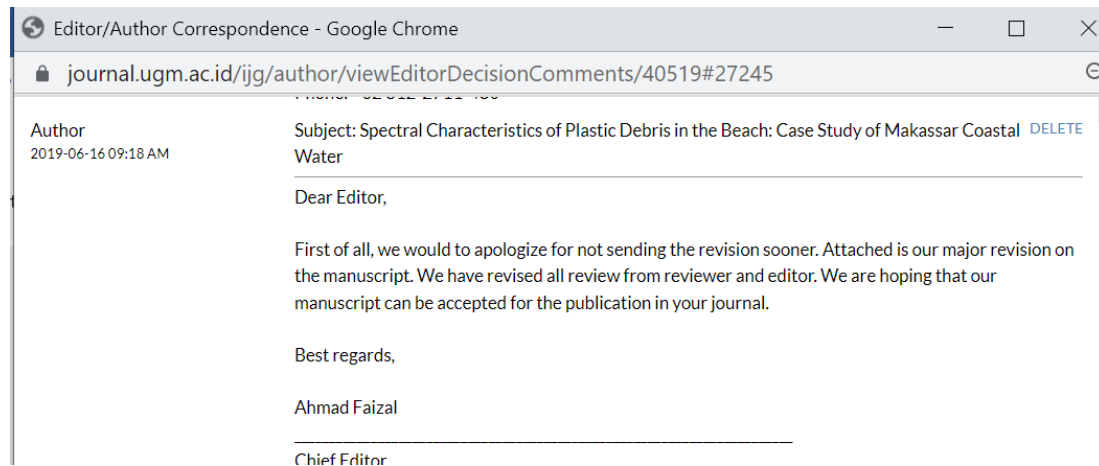 Editor/Author Correspondence - Google Chrome
journal.ugm.ac.id/ijg/author/viewEditorDecisionComments/40519#27245
Author
2019-06-16 09:18 AM
Subject: Spectral Characteristics of Plastic Debris in the Beach: Case Study of Makassar Coastal DELETE
Water
Dear Editor,
First of all, we would to apologize for not sending the revision sooner. Attached is our major revision on
the manuscript. We have revised all review from reviewer and editor. We are hoping that our
manuscript can be accepted for the publication in your journal.
Best regards,
Ahmad Faizal
Chief Editor